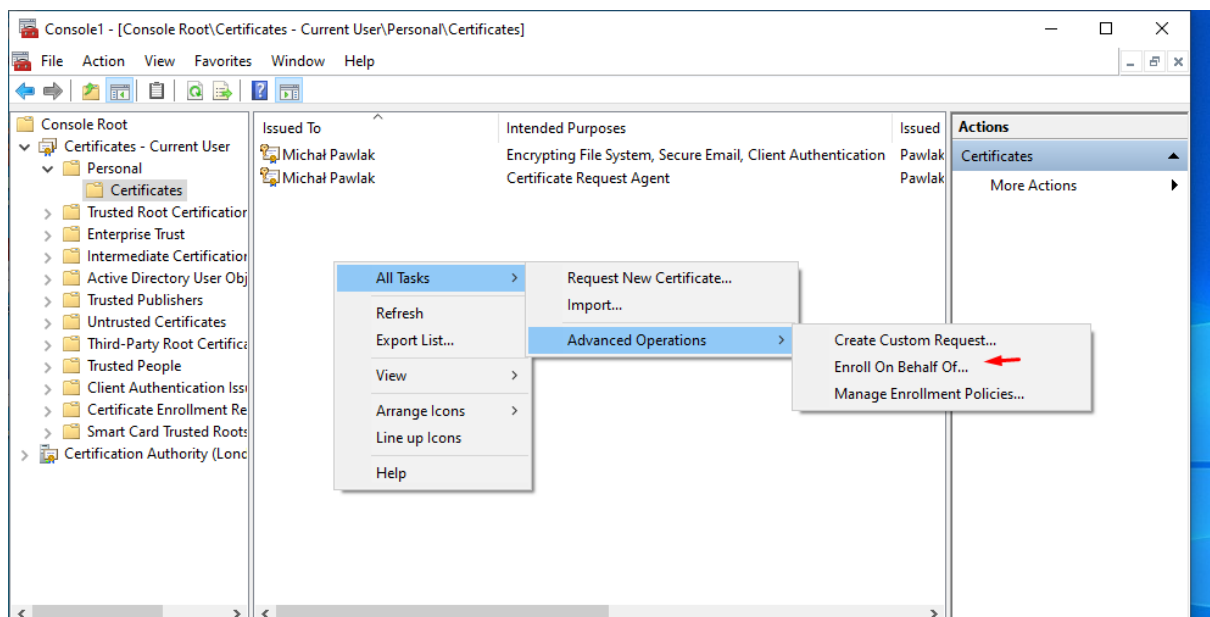 Console1 - [Console Root\Certificates - Current User\Personal\Certificates]
File Action View Favorites Window Help
Console Root
Certificates - Current User
Personal
Certificates
Trusted Root Certification
Enterprise Trust
Intermediate Certification
Active Directory User Obj
Trusted Publishers
Untrusted Certificates
Third-Party Root Certifica
Trusted People
Client Authentication Issu
Certificate Enrollment Re
Smart Card Trusted Roots
Certification Authority (Lond
Issued To Intended Purposes Issued
Michał Pawlak Encrypting File System, Secure Email, Client Authentication Pawlak
Michał Pawlak Certificate Request Agent Pawlak
All Tasks
Refresh
Export List...
View
Arrange Icons
Line up Icons
Help
Request New Certificate...
Import...
Advanced Operations
Create Custom Request...
Enroll On Behalf Of...
Manage Enrollment Policies...
Actions
Certificates
More Actions